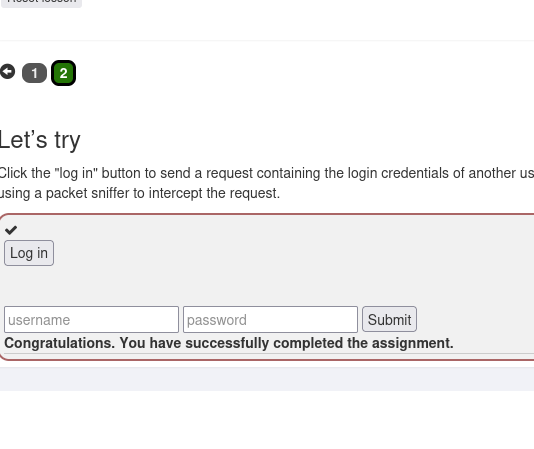 Reset lesson
1 2
Let's try
Click the "log in" button to send a request containing the login credentials of another us
using a packet sniffer to intercept the request.
Log in
username password Submit
Congratulations. You have successfully completed the assignment.